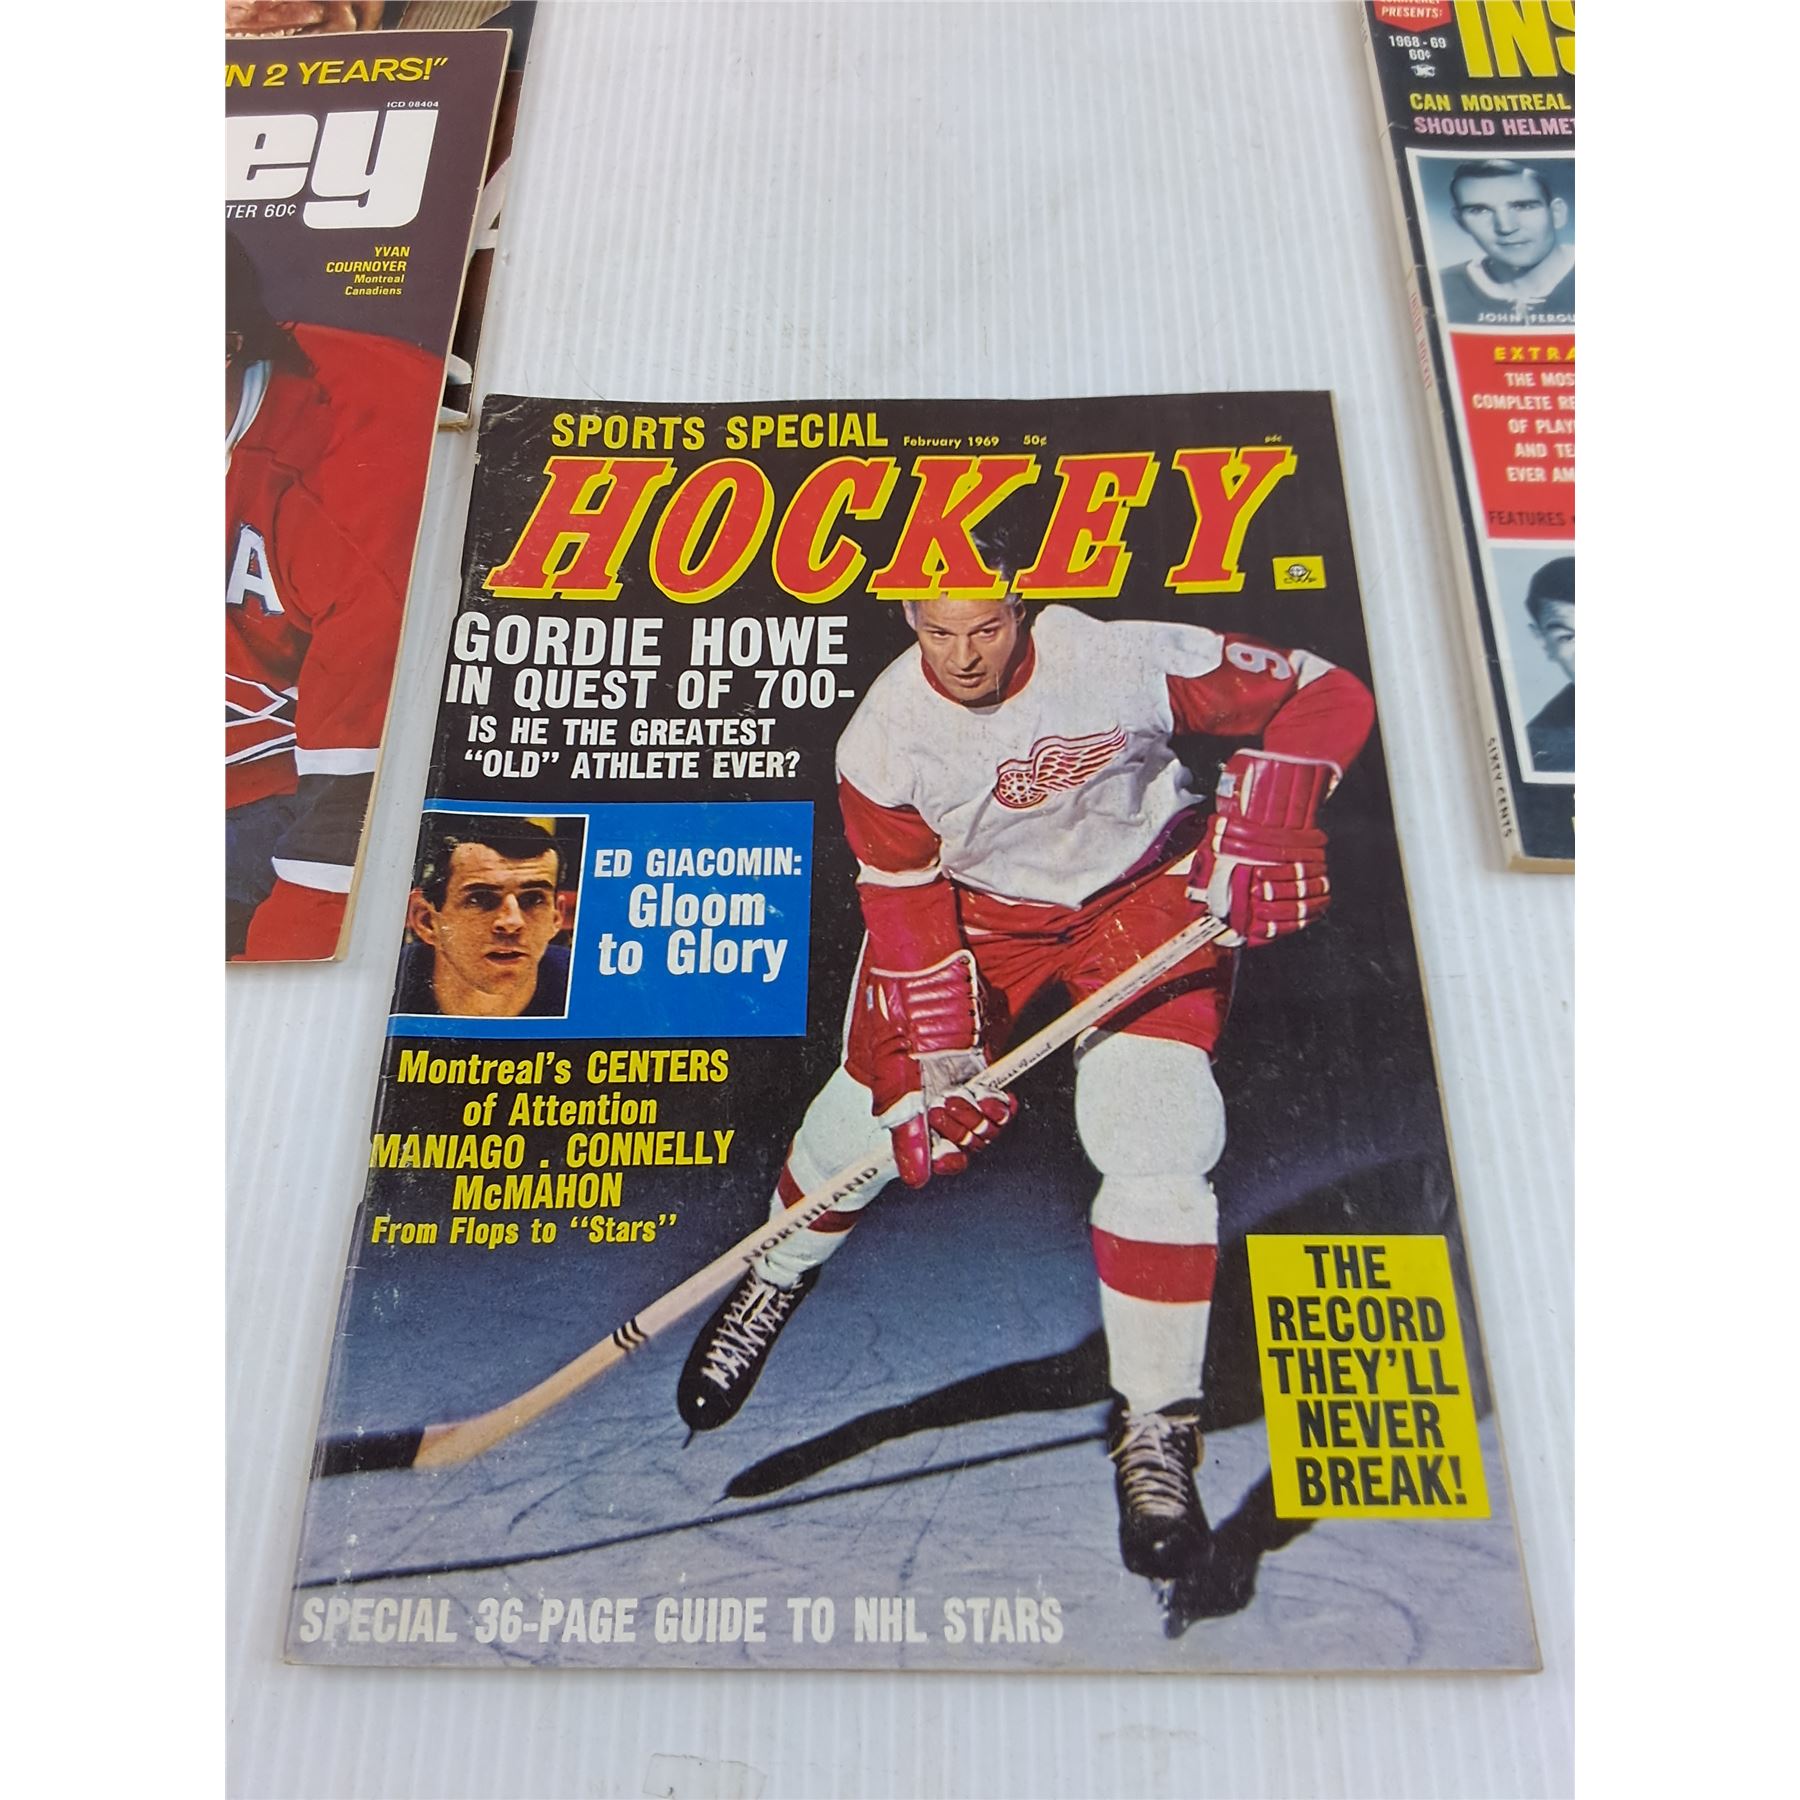 N 2 YEARS!"
ICD 08404
ey
TER 60¢
YVAN
COURNOYER
Montreal
Canadiens
A
PRESENTS:
1968-69
60¢
INS
CAN MONTREAL
SHOULD HELMET
JOHN FERGU
EXTRA
THE MOS
COMPLETE RE
OF PLAY
AND TE
EVER AM
FEATURES
INSIDE HOCKEY
SIXTY CENTS
SPORTS SPECIAL February 1969 50¢
pdc
HOCKEY
GORDIE HOWE
IN QUEST OF 700-
IS HE THE GREATEST
"OLD" ATHLETE EVER?
9
ED GIACOMIN:
Gloom
to Glory
Montreal's CENTERS
of Attention
MANIAGO . CONNELLY
McMAHON
From Flops to "Stars"
NORTHLAND
THE
RECORD
THEY'LL
NEVER
BREAK!
SPECIAL 36-PAGE GUIDE TO NHL STARS